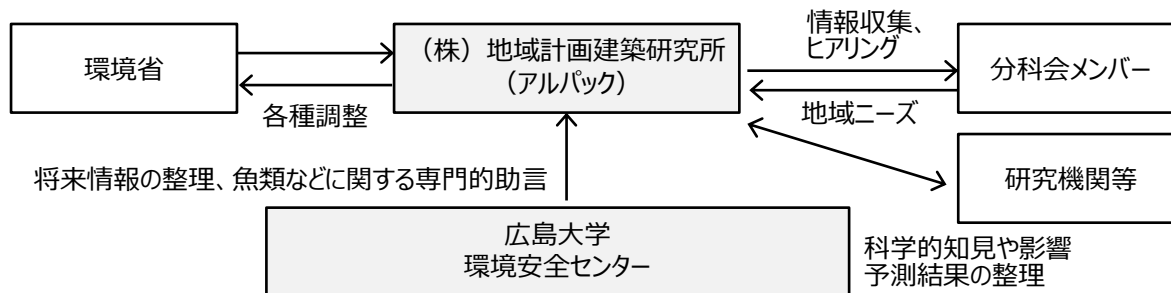 環境省
(株)地域計画建築研究所
(アルパック)
情報収集、
ヒアリング
分科会メンバー
各種調整
地域ニーズ
将来情報の整理、魚類などに関する専門的助言
研究機関等
広島大学
環境安全センター
科学的知見や影響
予測結果の整理